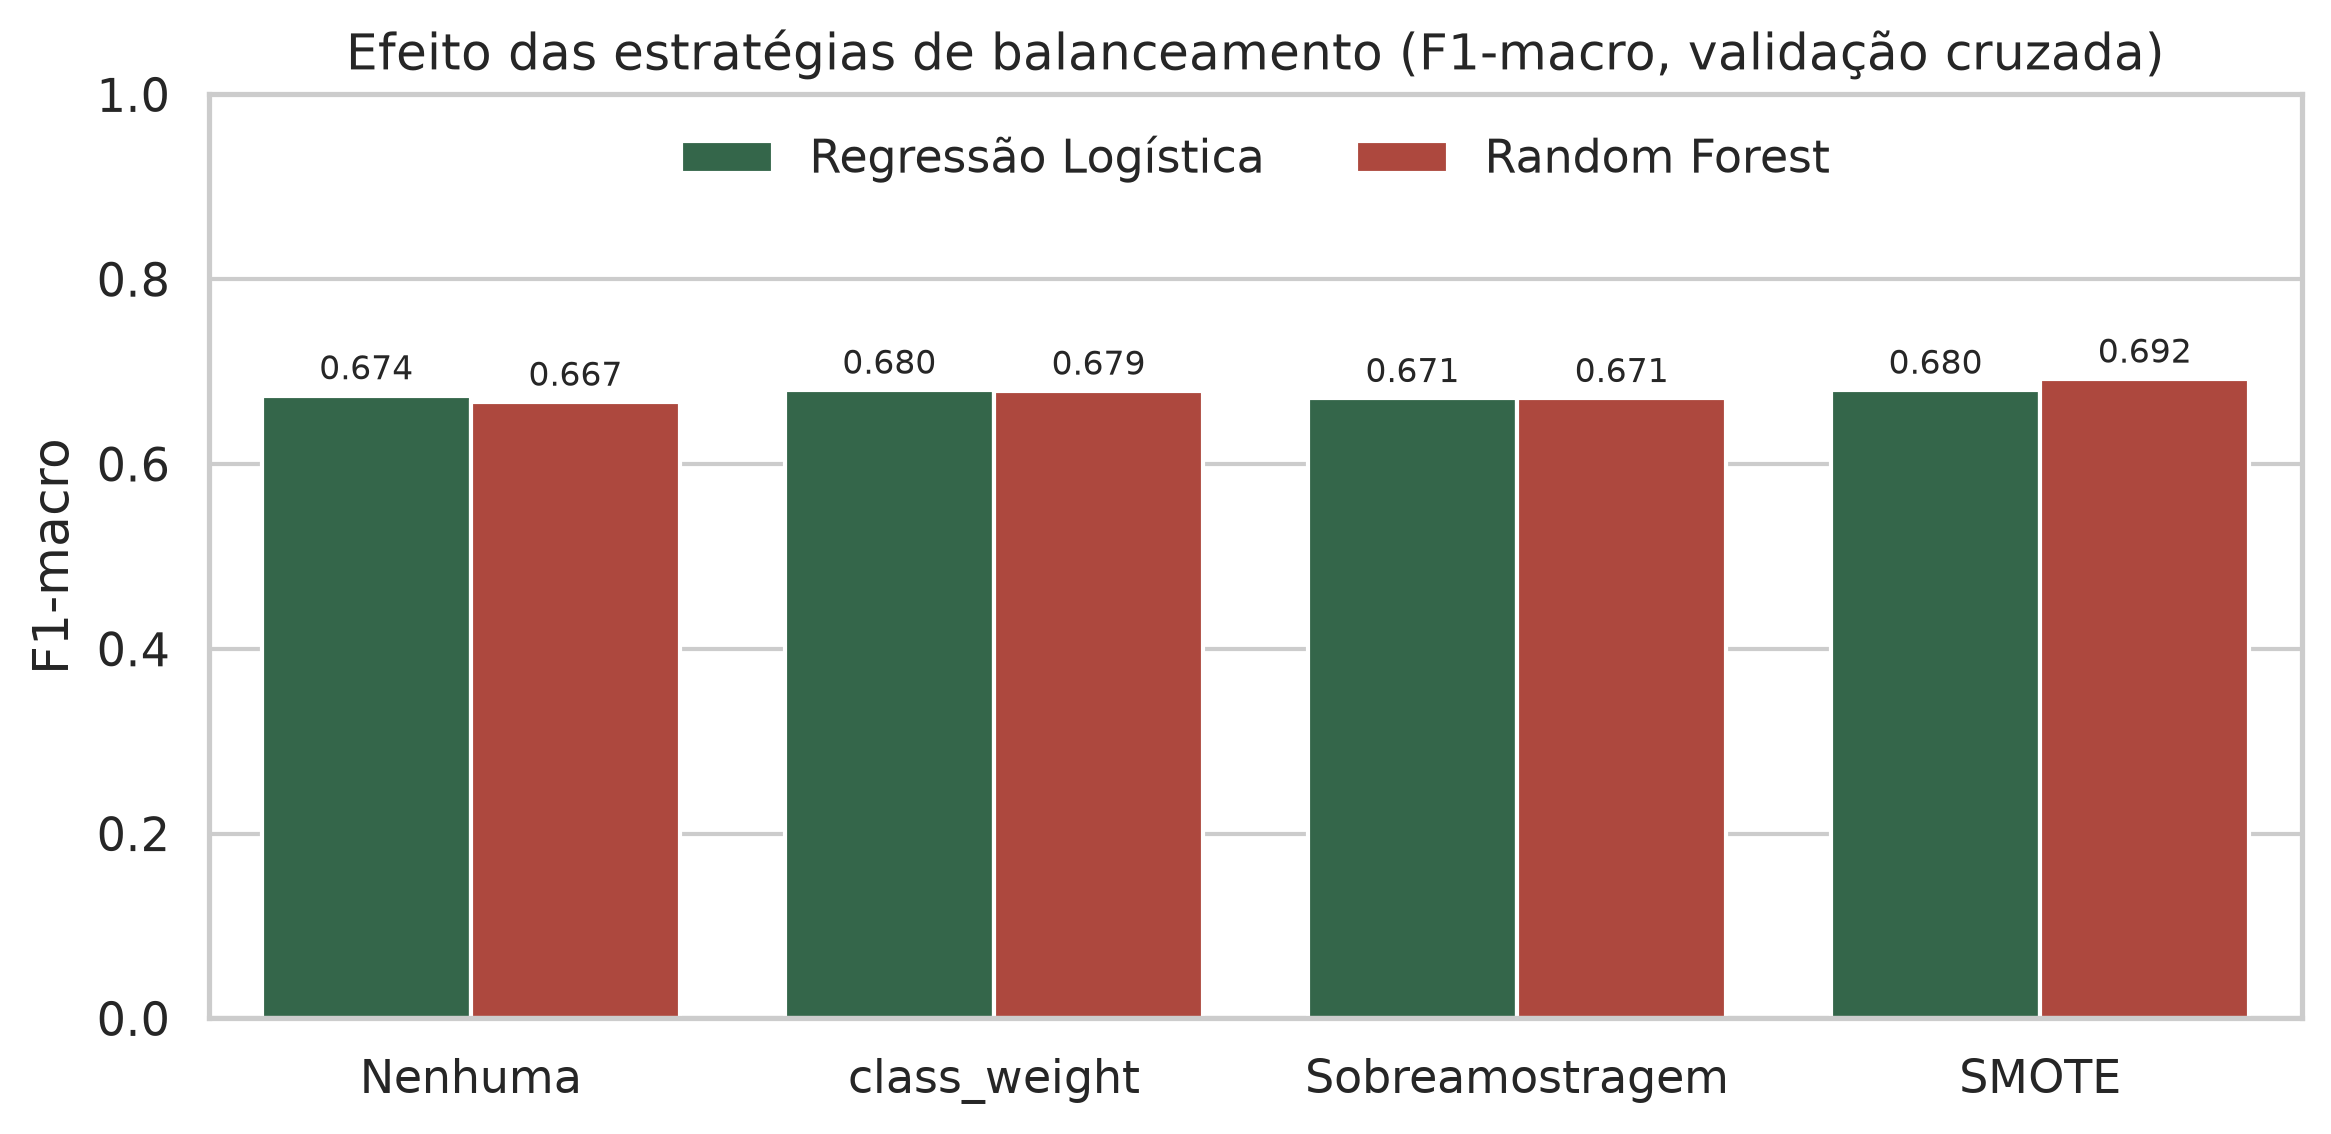 Efeito das estratégias de balanceamento (F1-macro, validação cruzada)
1.0
Regressão Logística Random Forest
0.8
0.674 0.667 0.680 0.679 0.671 0.671 0.680 0.692
0.6
0.4
0.2
0.0
F1-macro
Nenhuma class_weight Sobreamostragem SMOTE